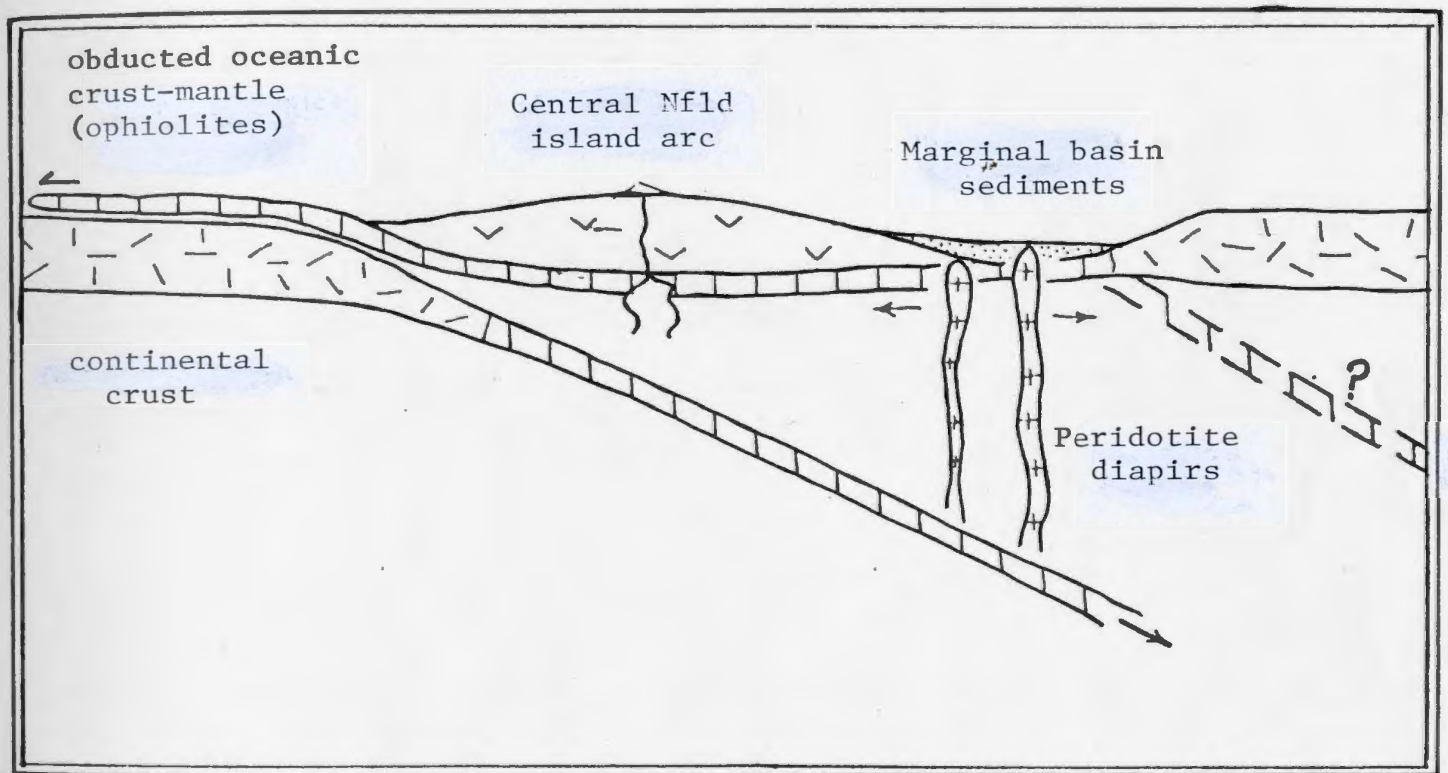 obducted oceanic
crust-mantle
(ophiolites)
Central Nfld
island arc
Marginal basin
sediments
continental
crust
?
Peridotite
diapirs